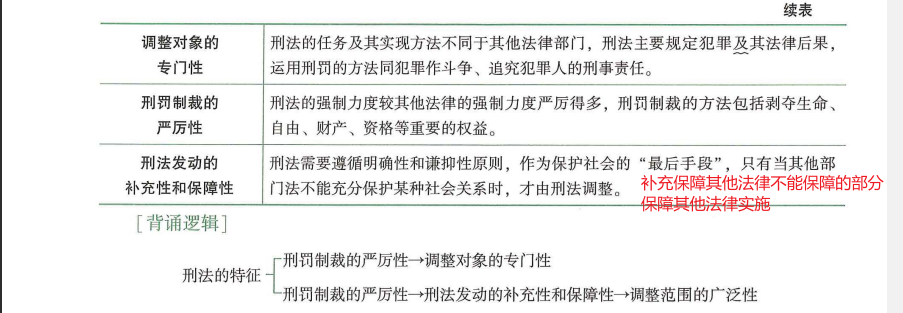 续表
调整对象的
专门性
刑法的任务及其实现方法不同于其他法律部门，刑法主要规定犯罪及其法律后果，
运用刑罚的方法同犯罪作斗争、追究犯罪人的刑事责任。
刑罚制裁的
严厉性
刑法的强制力度较其他法律的强制力度严厉得多，刑罚制裁的方法包括剥夺生命、
自由、财产、资格等重要的权益。
刑法发动的
补充性和保障性
刑法需要遵循明确性和谦抑性原则，作为保护社会的“最后手段”，只有当其他部
门法不能充分保护某种社会关系时，才由刑法调整。
补充保障其他法律不能保障的部分
保障其他法律实施
［背诵逻辑］
刑法的特征
刑罚制裁的严厉性→调整对象的专门性
刑罚制裁的严厉性→刑法发动的补充性和保障性→调整范围的广泛性